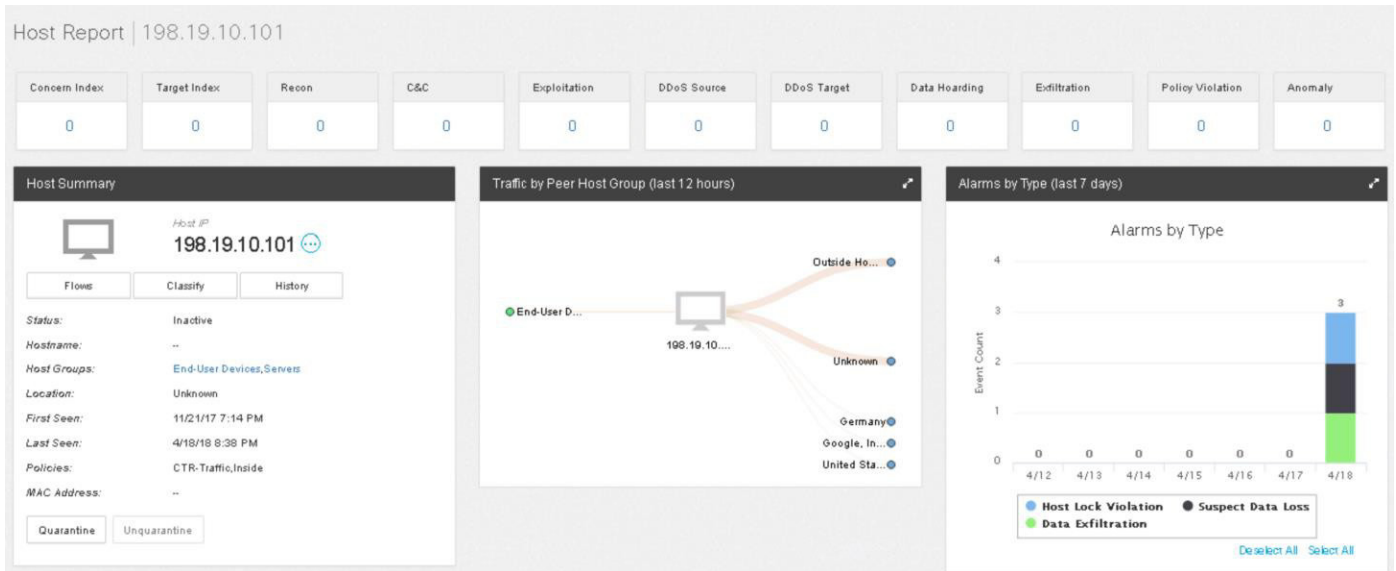 Host Report | 198.19.10.101
Concern Index
Target Index
Recon
C&C
Exploitation
DDoS Source
DDoS Target
Data Hoarding
Exfiltration
Policy Violation
Anomaly
0
0
0
0
0
0
0
0
0
0
0
Host Summary
Host IP
198.19.10.101
Flows
Classify
History
Status: Inactive
Hostname: --
Host Groups: End-User Devices,Servers
Location: Unknown
First Seen: 11/21/17 7:14 PM
Last Seen: 4/18/18 8:38 PM
Policies: CTR-Traffic,Inside
MAC Address: --
Quarantine
Unquarantine
Traffic by Peer Host Group (last 12 hours)
Outside Ho...
End-User D...
198.19.10....
Unknown
Germany
Google, In...
United Sta...
Alarms by Type (last 7 days)
Alarms by Type
Event Count
4
3
2
1
0
0
0
0
0
0
0
3
4/12
4/13
4/14
4/15
4/16
4/17
4/18
Host Lock Violation
Suspect Data Loss
Data Exfiltration
Deselect All
Select All